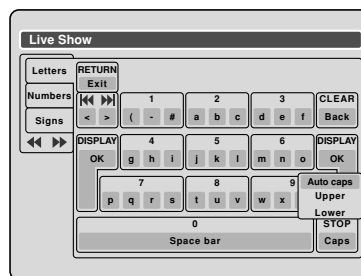 Live Show
Letters RETURN
Exit
Numbers 1 2 3 CLEAR
Signs < > ( - # a b c d e f Back
DISPLAY 4 5 6 DISPLAY
OK g h i j k l m n o OK
7 8 9 Auto caps
p q r s t u v w x Upper
Lower
0 STOP
Space bar Caps